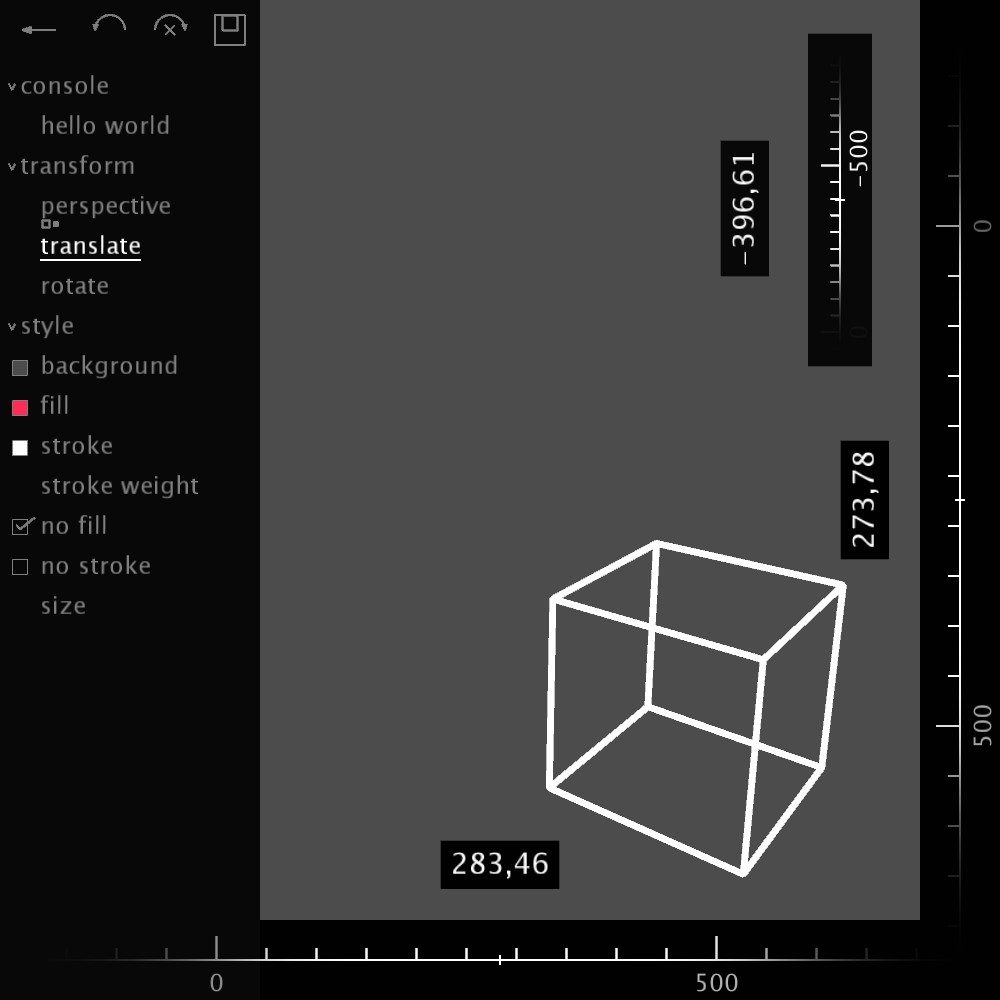 console
hello world
transform
perspective
translate
rotate
style
background
fill
stroke
stroke weight
no fill
no stroke
size
-396,61
-500
0
0
273,78
500
283,46
0
500